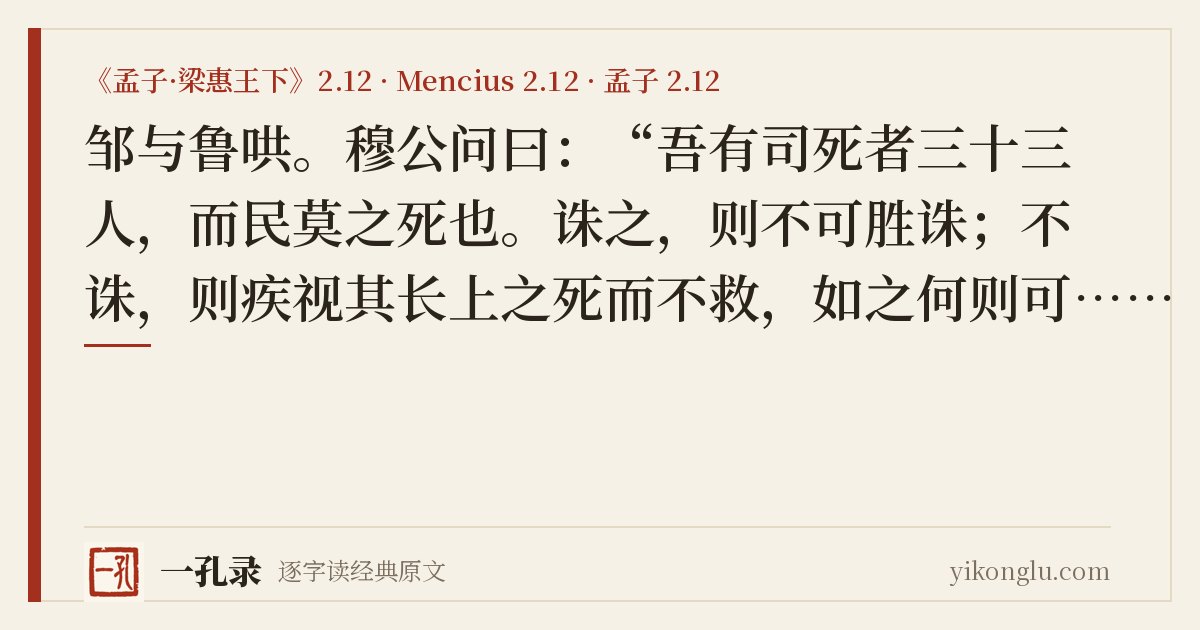 《孟子·梁惠王下》2.12 · Mencius 2.12 · 孟子 2.12
邹与鲁哄。穆公问曰：“吾有司死者三十三
人，而民莫之死也。诛之，则不可胜诛；不
诛，则疾视其长上之死而不救，如之何则可……
一孔
一孔录 逐字读经典原文
yikonglu.com